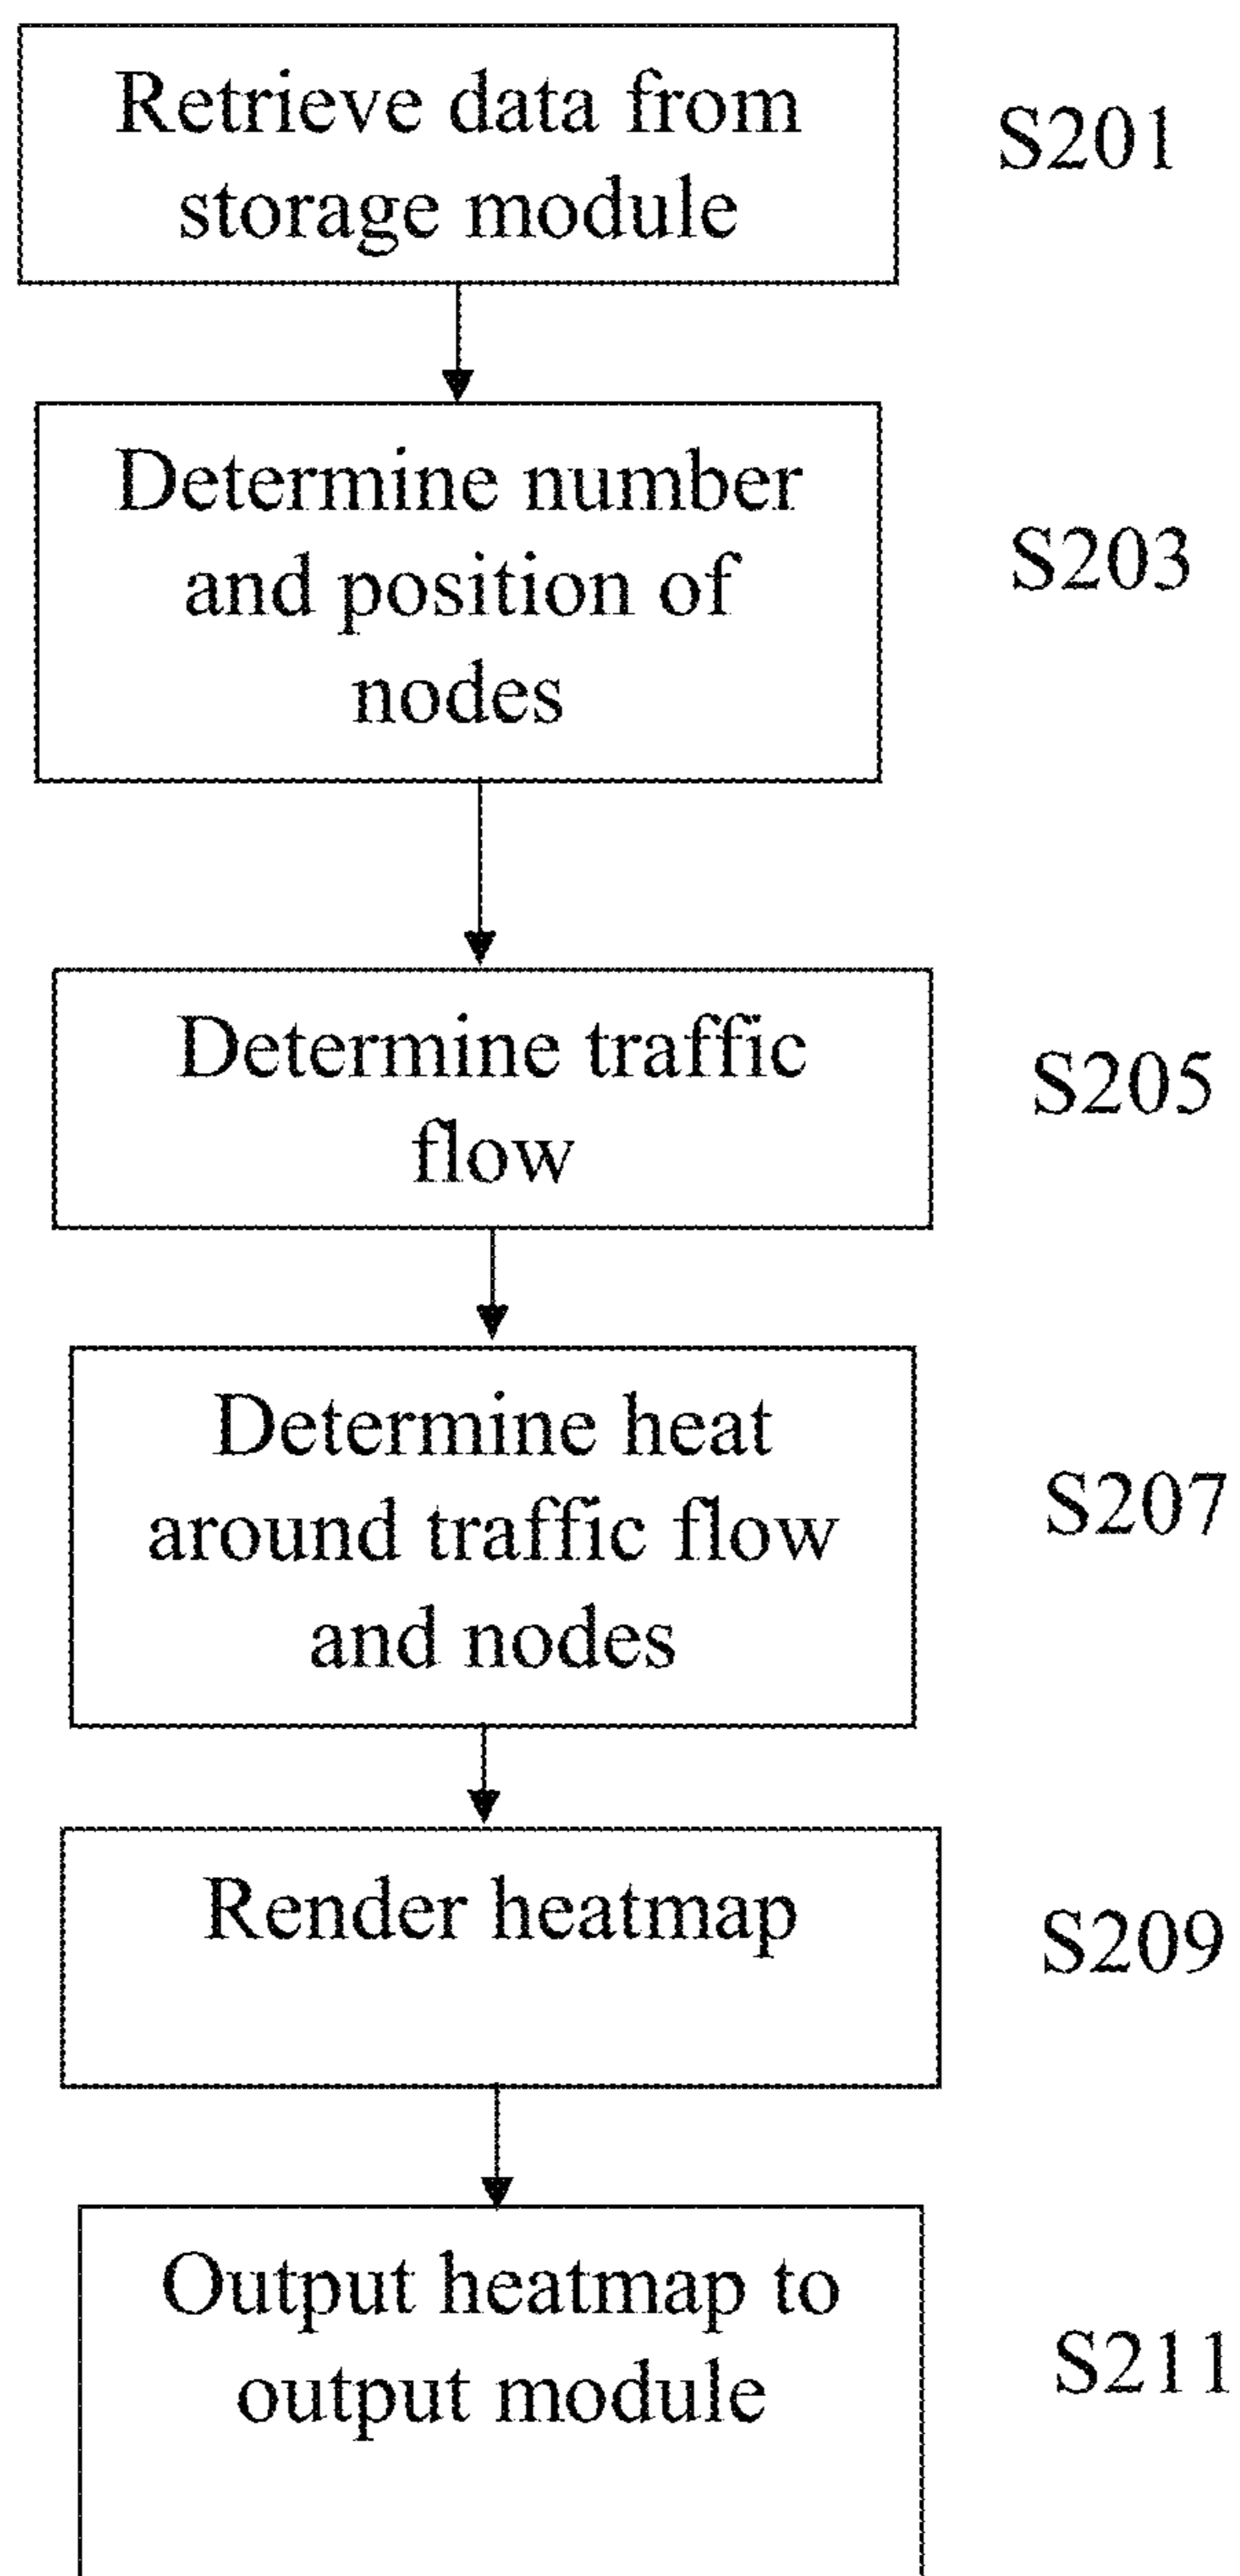 Retrieve data from
storage module
S201
Determine number
and position of
nodes
S203
Determine traffic
flow
S205
Determine heat
around traffic flow
and nodes
S207
Render heatmap
S209
Output heatmap to
output module
S211